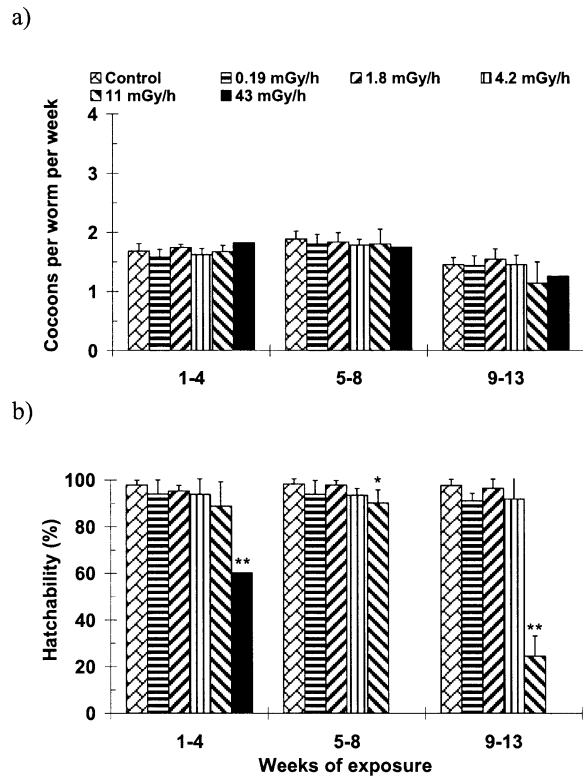 a)
Control 0.19 mGy/h 1.8 mGy/h 4.2 mGy/h
11 mGy/h 43 mGy/h
Cocoons per worm per week
4
3
2
1
0
1-4 5-8 9-13
b)
Hatchability (%)
100
80
60
40
20
0
**
*
**
1-4 5-8 9-13
Weeks of exposure